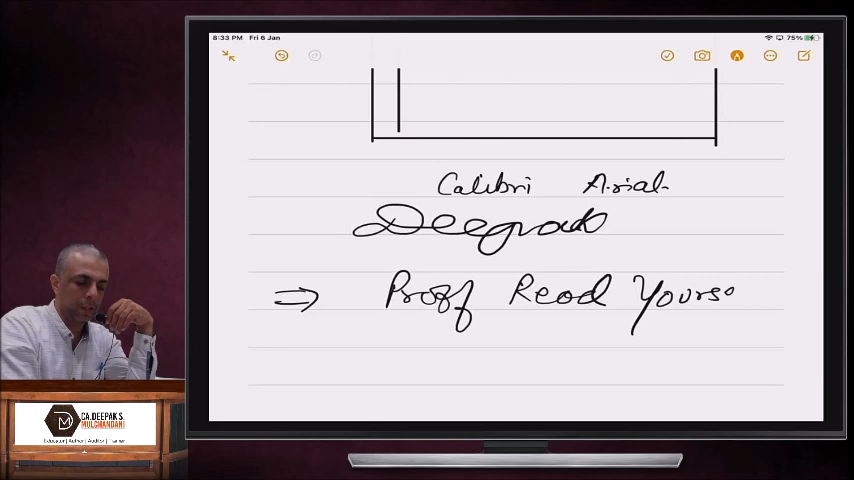 8:33 PM Fri 6 Jan
75%
Calibri Arial
Proof Read Yourse
CA.DEEPAK S.
MULCHANDANI
Educator | Author | Auditor | Trainer
DM